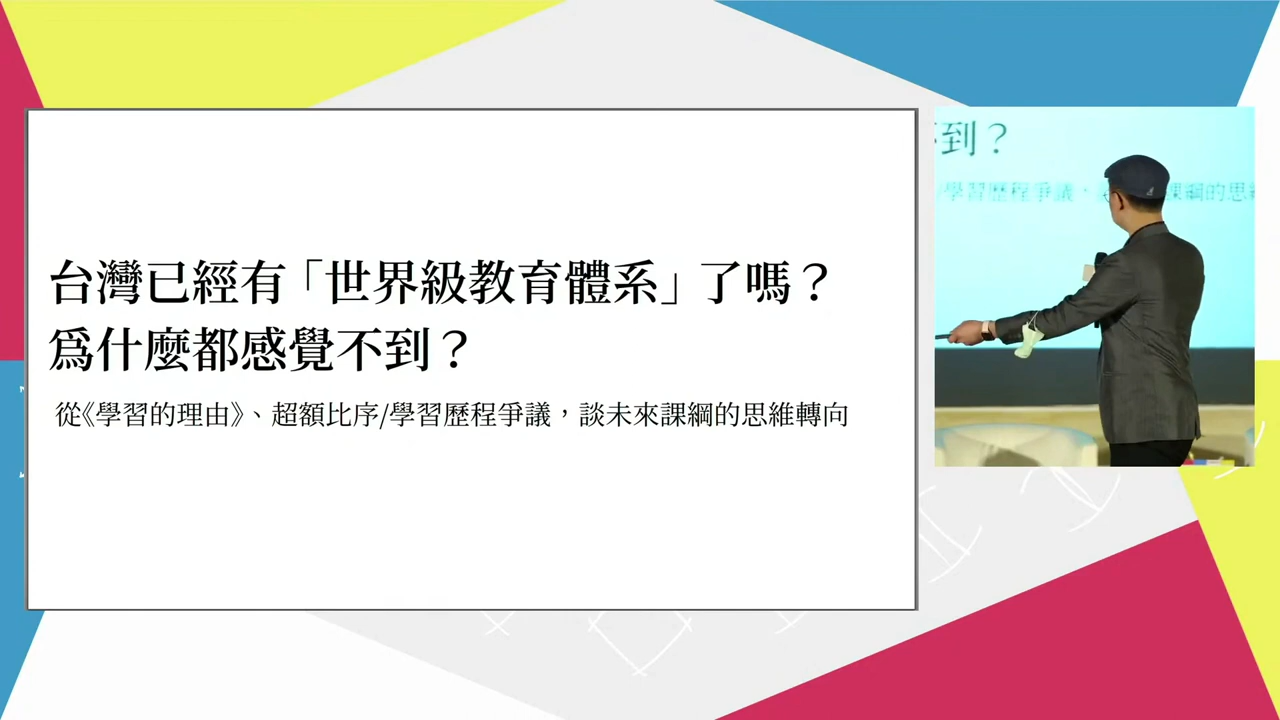 台灣已經有「世界級教育體系」了嗎？
爲什麼都感覺不到？
從《學習的理由》、超額比序/學習歷程爭議，談未來課綱的思維轉向
到？
學習歷程爭議，
課綱的思